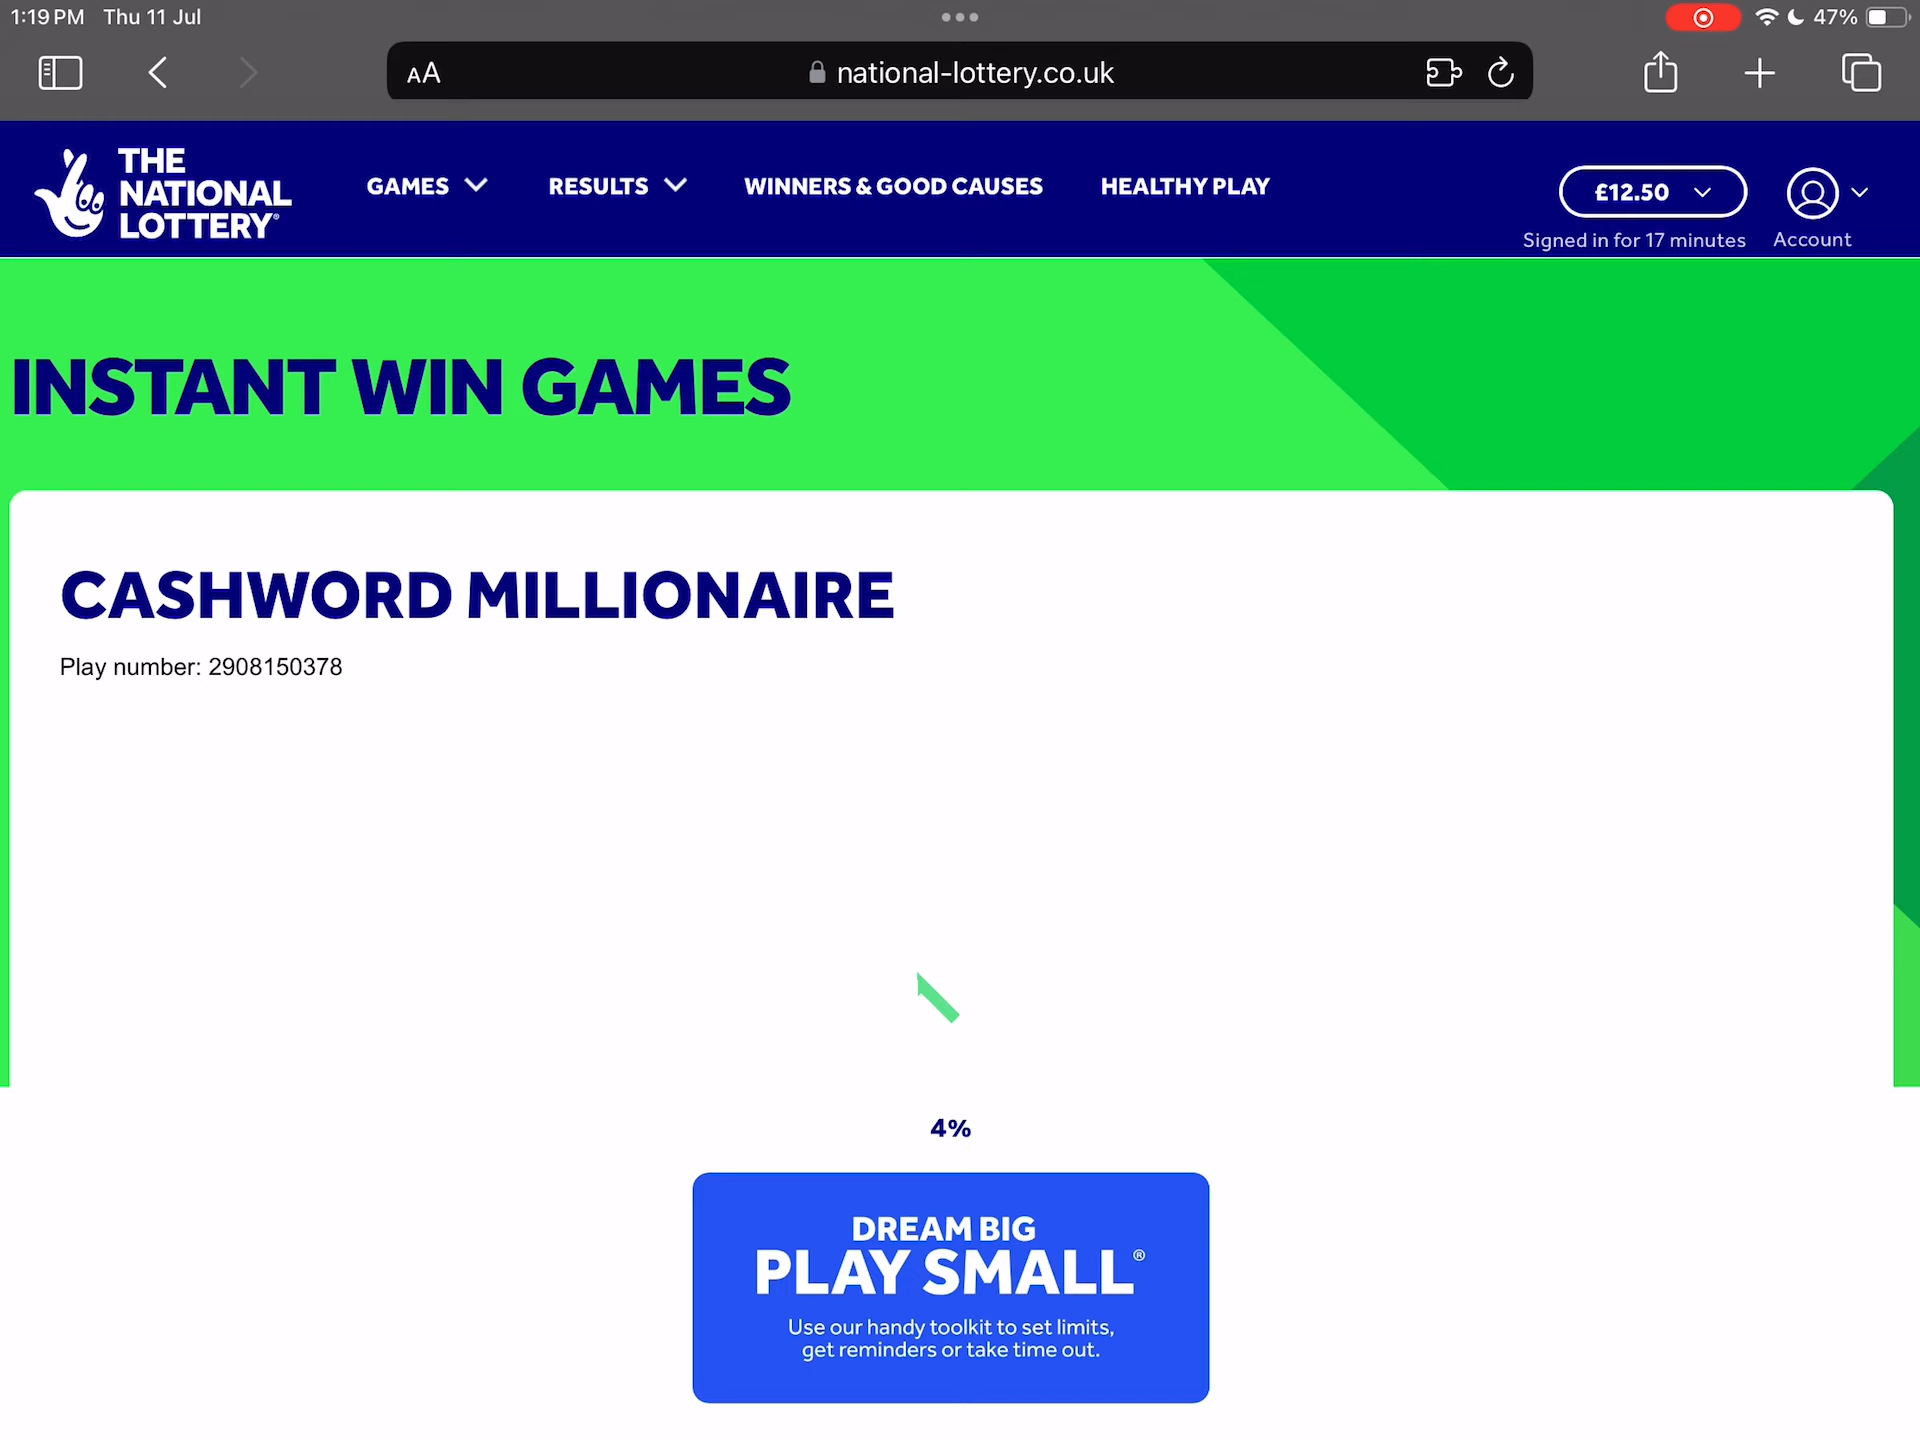 1:19 PM Thu 11 Jul
47%
AA
national-lottery.co.uk
THE
NATIONAL
LOTTERY®
GAMES
RESULTS
WINNERS & GOOD CAUSES
HEALTHY PLAY
£12.50
Signed in for 17 minutes
Account
INSTANT WIN GAMES
CASHWORD MILLIONAIRE
Play number: 2908150378
4%
DREAM BIG
PLAY SMALL®
Use our handy toolkit to set limits,
get reminders or take time out.